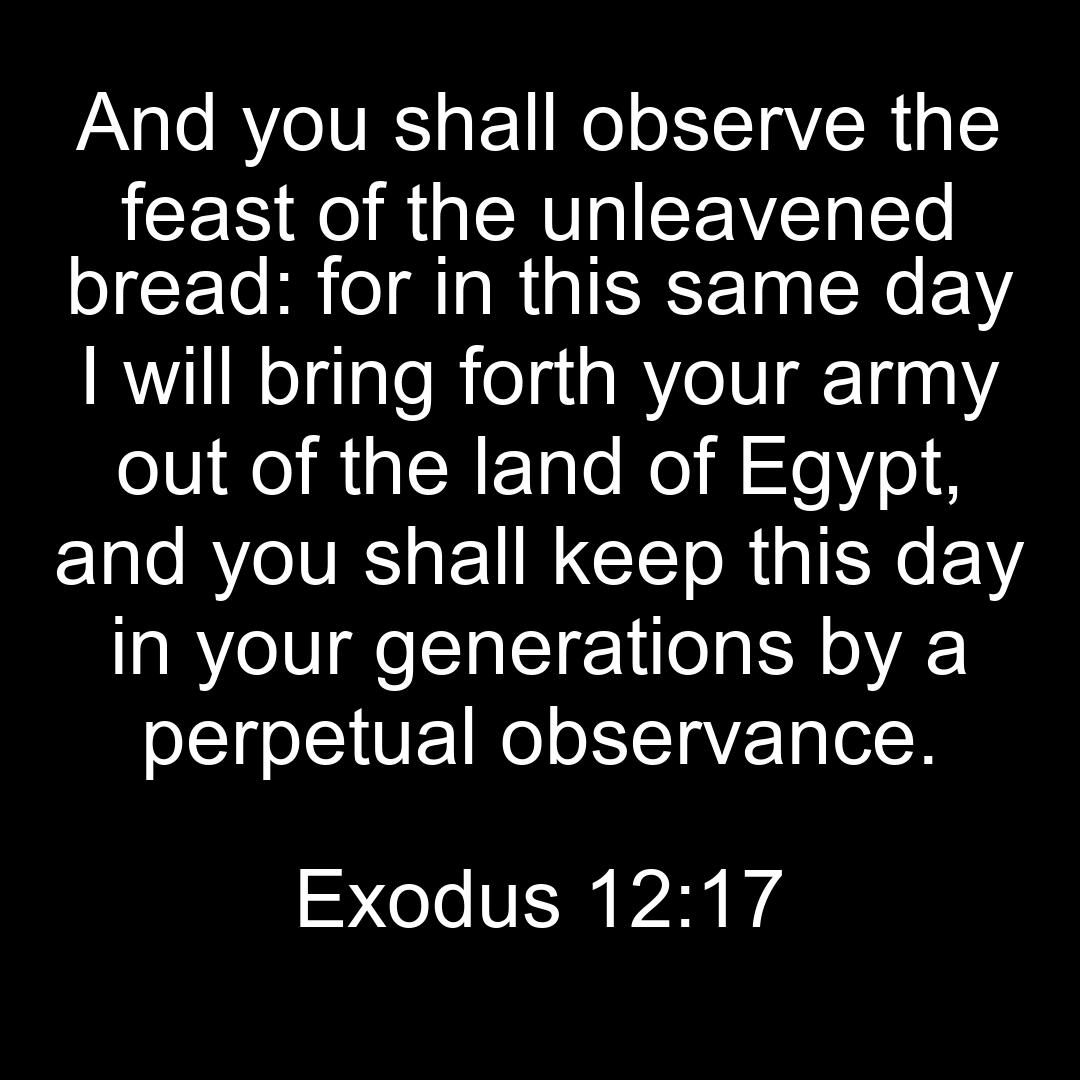 And you shall observe the
feast of the unleavened
bread: for in this same day
I will bring forth your army
out of the land of Egypt,
and you shall keep this day
in your generations by a
perpetual observance.
Exodus 12:17